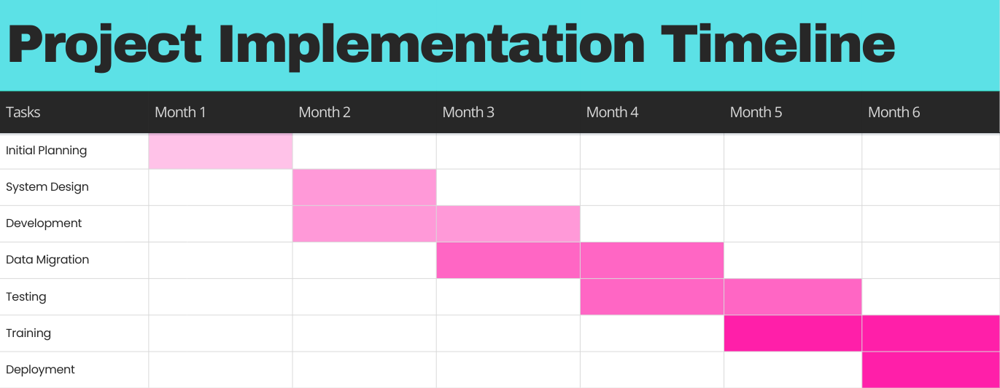 Project Implementation Timeline
Tasks Month 1 Month 2 Month 3 Month 4 Month 5 Month 6
Initial Planning
System Design
Development
Data Migration
Testing
Training
Deployment